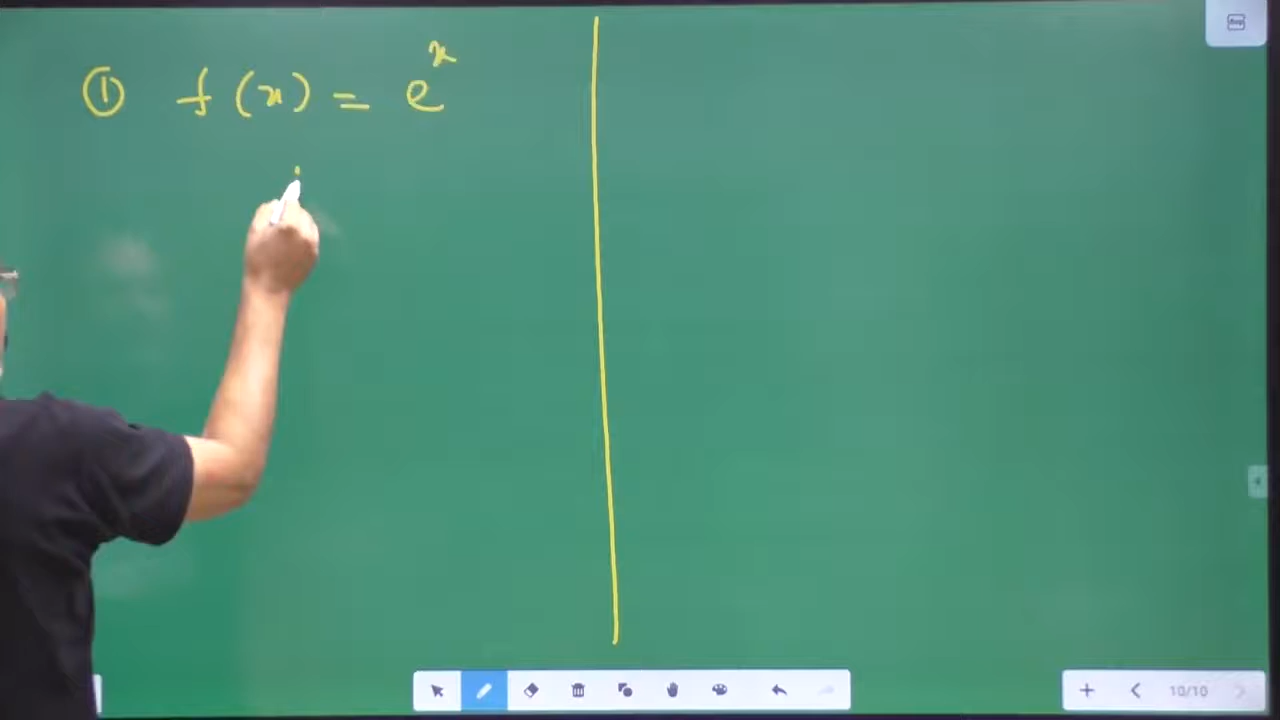 ① f(x) = e^x
10/10